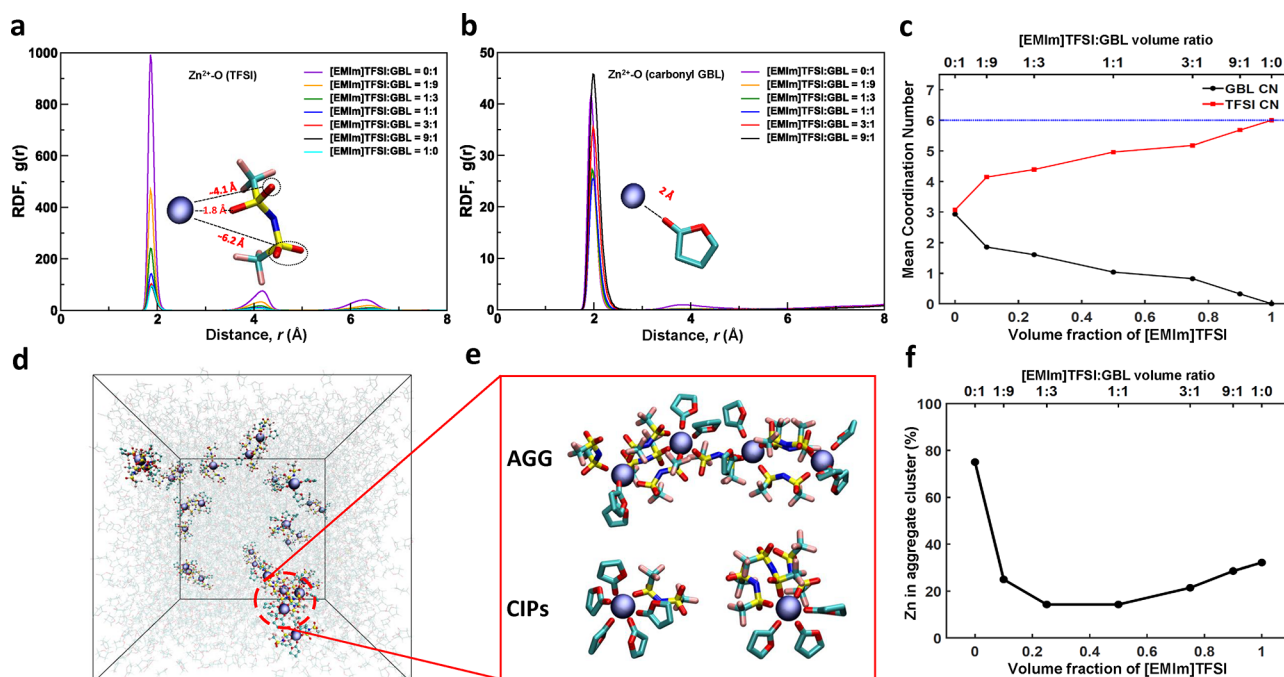 a
1000
800
600
400
200
0
RDF, g(r)
Zn²⁺-O (TFSI)
[EMIm]TFSI:GBL = 0:1
[EMIm]TFSI:GBL = 1:9
[EMIm]TFSI:GBL = 1:3
[EMIm]TFSI:GBL = 1:1
[EMIm]TFSI:GBL = 3:1
[EMIm]TFSI:GBL = 9:1
[EMIm]TFSI:GBL = 1:0
~4.1 Å
1.8 Å
~6.2 Å
0 2 4 6 8
Distance, r (Å)
b
50
40
30
20
10
0
RDF, g(r)
Zn²⁺-O (carbonyl GBL)
[EMIm]TFSI:GBL = 0:1
[EMIm]TFSI:GBL = 1:9
[EMIm]TFSI:GBL = 1:3
[EMIm]TFSI:GBL = 1:1
[EMIm]TFSI:GBL = 3:1
[EMIm]TFSI:GBL = 9:1
2 Å
0 2 4 6 8
Distance, r (Å)
c
[EMIm]TFSI:GBL volume ratio
0:1 1:9 1:3 1:1 3:1 9:1 1:0
GBL CN
TFSI CN
7
6
5
4
3
2
1
0
Mean Coordination Number
0 0.2 0.4 0.6 0.8 1
Volume fraction of [EMIm]TFSI
d
e
AGG
CIPs
f
[EMIm]TFSI:GBL volume ratio
0:1 1:9 1:3 1:1 3:1 9:1 1:0
100
80
60
40
20
0
Zn in aggregate cluster (%)
0 0.2 0.4 0.6 0.8 1
Volume fraction of [EMIm]TFSI